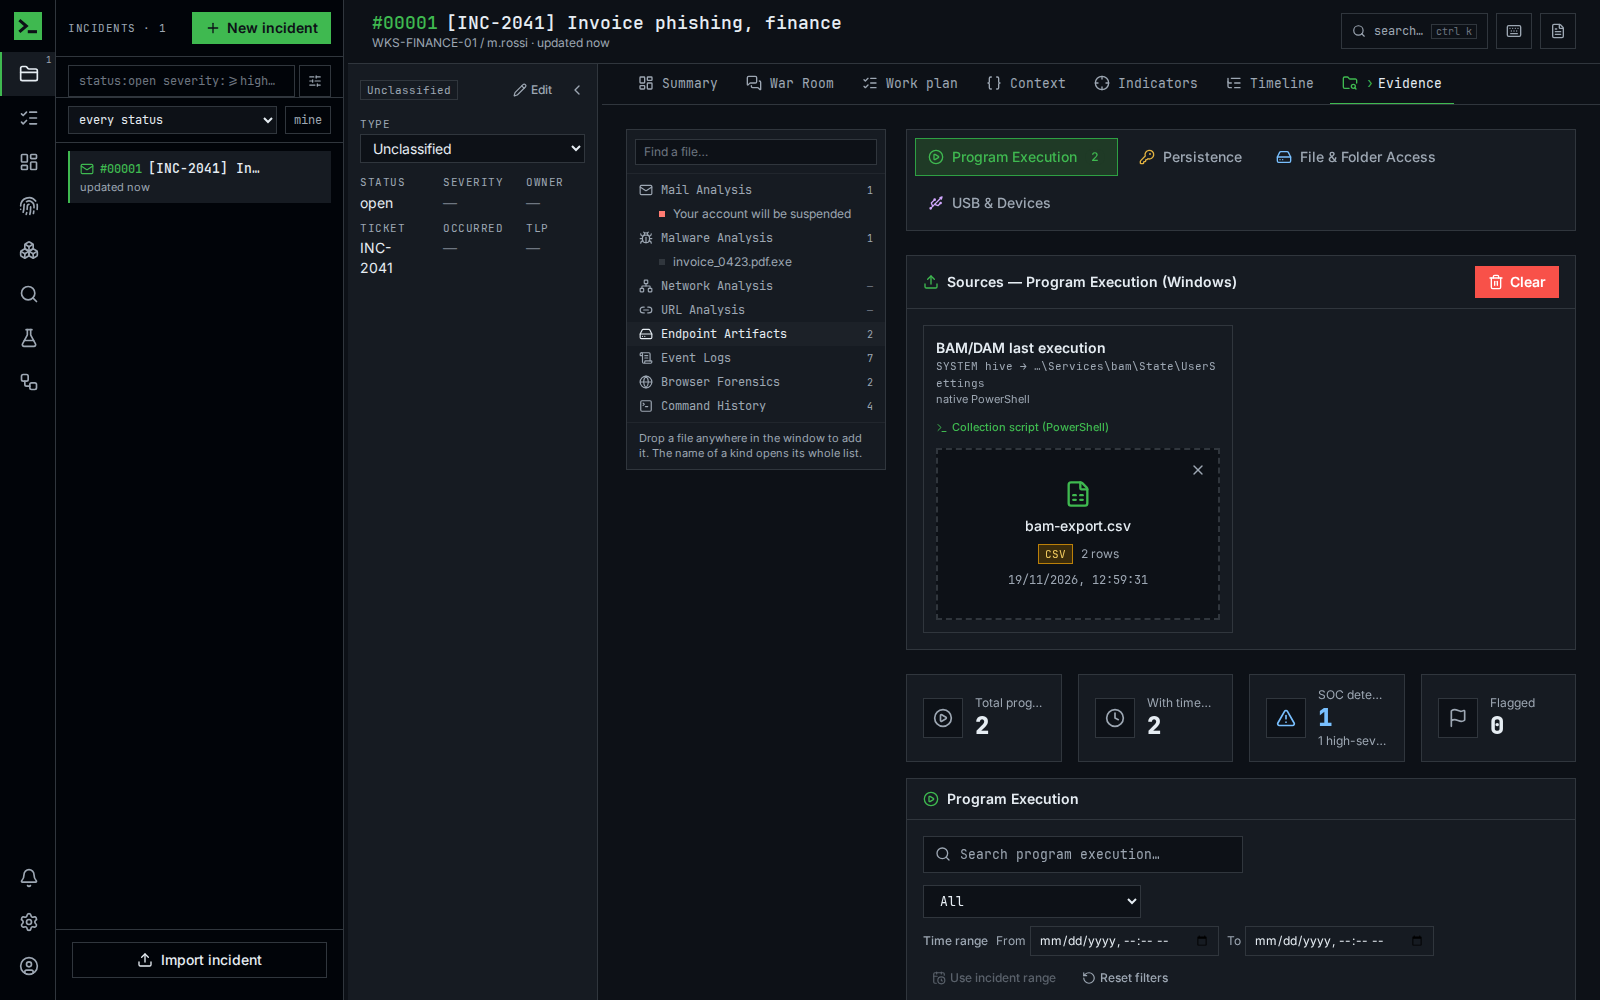 1
INCIDENTS · 1
New incident
status:open severity:≥high…
every status
mine
#00001 [INC-2041] In…
updated now
Import incident
#00001 [INC-2041] Invoice phishing, finance
WKS-FINANCE-01 / m.rossi · updated now
search… ctrl k
Unclassified
Edit
TYPE
Unclassified
STATUS SEVERITY OWNER
open — —
TICKET OCCURRED TLP
INC-2041 — —
Summary War Room Work plan Context Indicators Timeline › Evidence
Find a file…
Mail Analysis 1
Your account will be suspended
Malware Analysis 1
invoice_0423.pdf.exe
Network Analysis –
URL Analysis –
Endpoint Artifacts 2
Event Logs 7
Browser Forensics 2
Command History 4
Drop a file anywhere in the window to add
it. The name of a kind opens its whole list.
Program Execution 2 Persistence File & Folder Access
USB & Devices
Sources — Program Execution (Windows)
Clear
BAM/DAM last execution
SYSTEM hive → …\Services\bam\State\UserS
ettings
native PowerShell
Collection script (PowerShell)
bam-export.csv
CSV 2 rows
19/11/2026, 12:59:31
Total prog…
2
With time…
2
SOC dete…
1
1 high-sev…
Flagged
0
Program Execution
Search program execution…
All
Time range From mm/dd/yyyy, --:-- -- To mm/dd/yyyy, --:-- --
Use incident range Reset filters